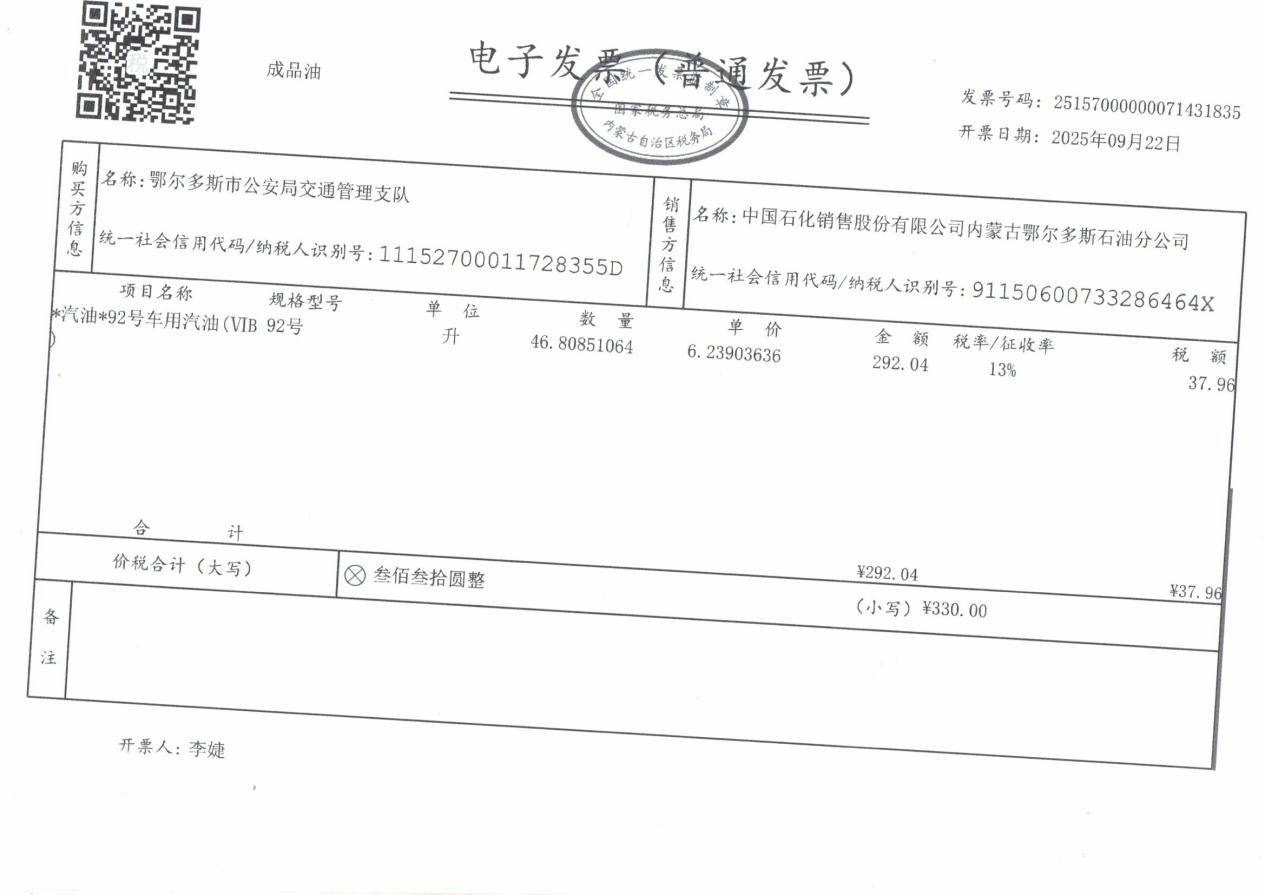 税
成品油
电子发票（普通发票）
全国统一发票监制章
国家税务总局
内蒙古自治区税务局
发票号码：25157000000071431835
开票日期：2025年09月22日
购买方信息
名称：鄂尔多斯市公安局交通管理支队
统一社会信用代码/纳税人识别号：11152700011728355D
销售方信息
名称：中国石化销售股份有限公司内蒙古鄂尔多斯石油分公司
统一社会信用代码/纳税人识别号：91150600733286464X
项目名称 规格型号 单位 数量 单价 金额 税率/征收率 税额
*汽油*92号车用汽油(VIB 92号 升 46.80851064 6.23903636 292.04 13% 37.96
)
合计 ¥292.04 ¥37.96
价税合计（大写） ⊗叁佰叁拾圆整 （小写）¥330.00
备注
开票人：李婕